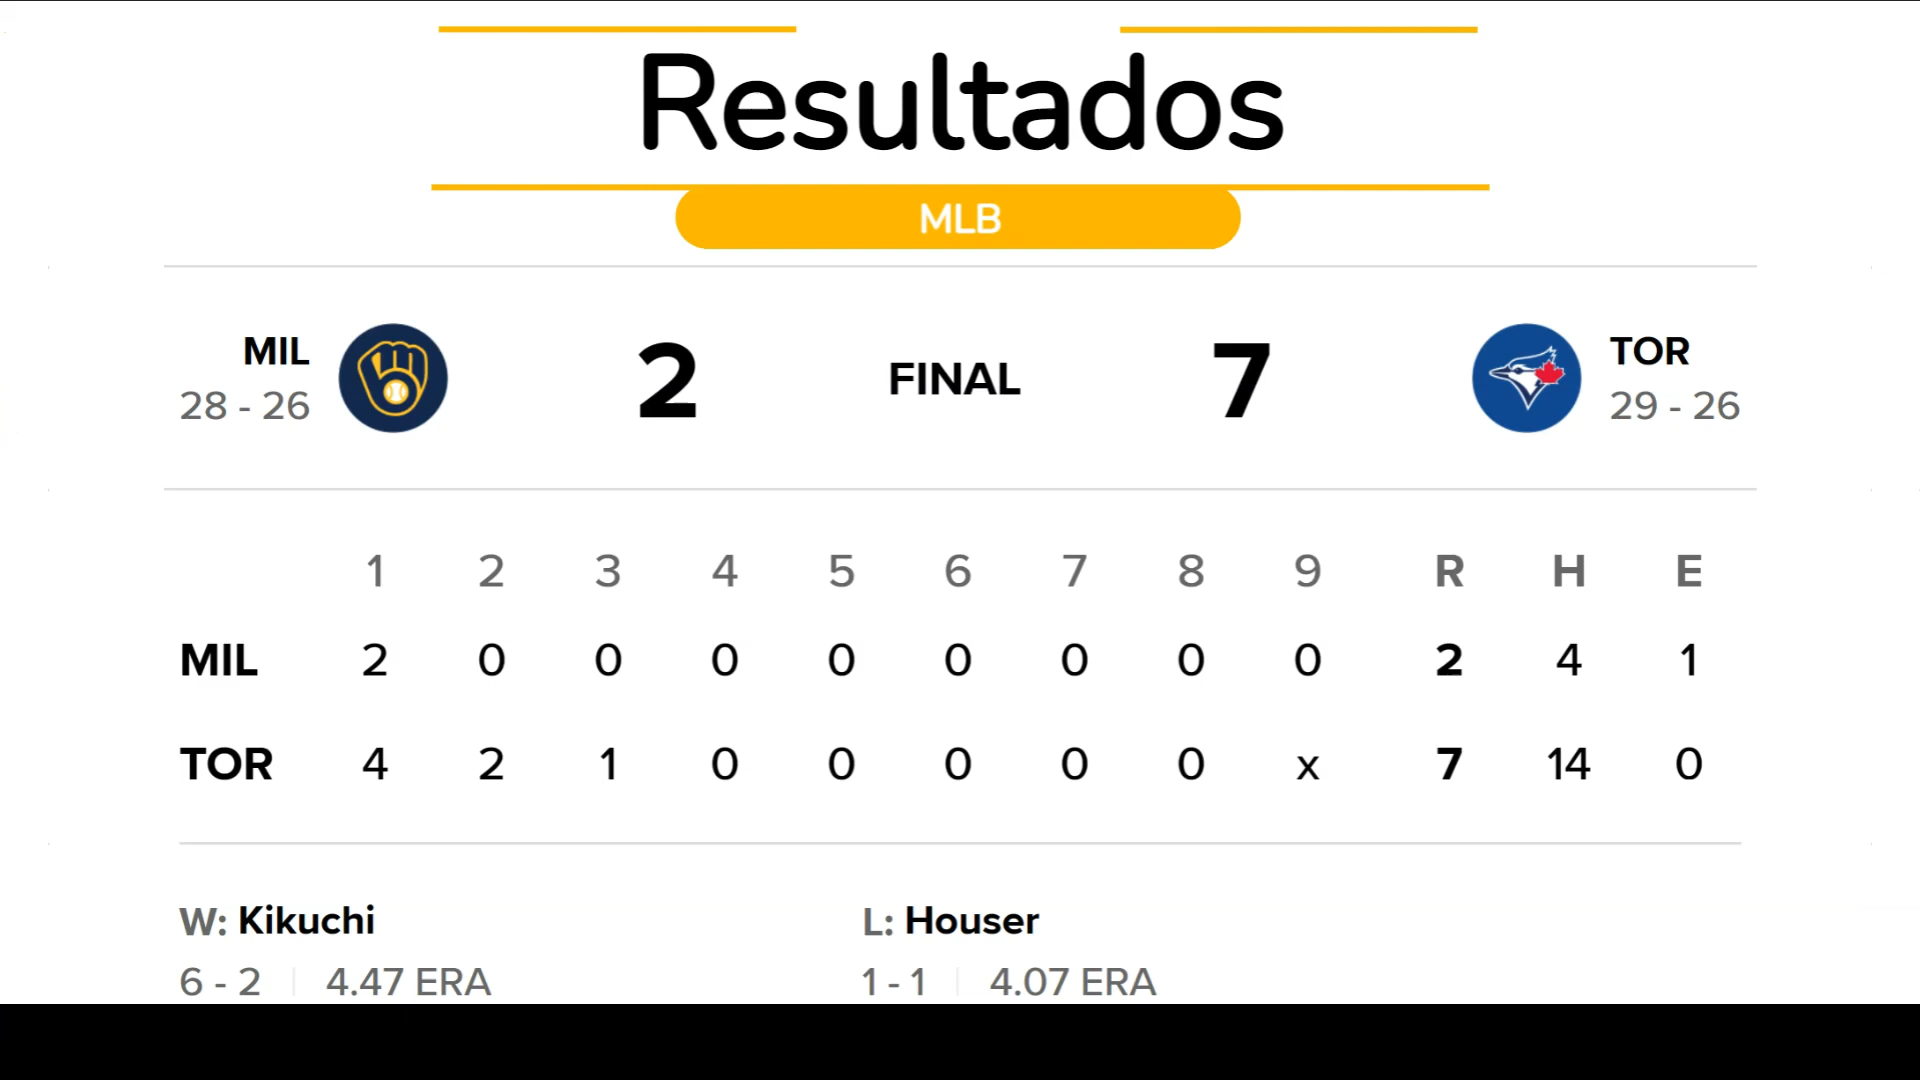 Resultados
MLB
MIL 2 FINAL 7 TOR
28 - 26 29 - 26
1 2 3 4 5 6 7 8 9 R H E
MIL 2 0 0 0 0 0 0 0 0 2 4 1
TOR 4 2 1 0 0 0 0 0 x 7 14 0
W: Kikuchi L: Houser
6 - 2 4.47 ERA 1 - 1 4.07 ERA